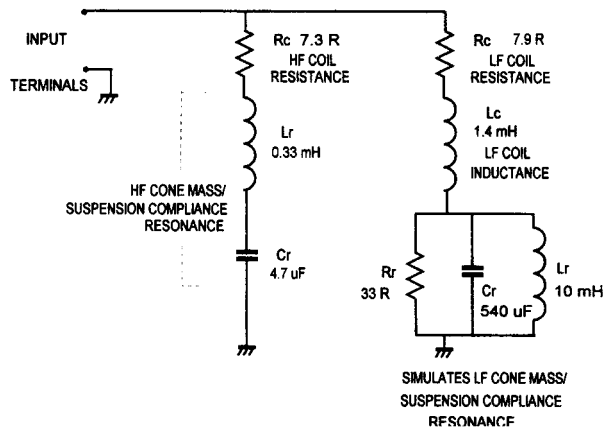 INPUT
TERMINALS
Rc 7.3 R
HF COIL
RESISTANCE
Lr
0.33 mH
HF CONE MASS/
SUSPENSION COMPLIANCE
RESONANCE
Cr
4.7 uF
Rc 7.9 R
LF COIL
RESISTANCE
Lc
1.4 mH
LF COIL
INDUCTANCE
Rr
33 R
Cr
540 uF
Lr
10 mH
SIMULATES LF CONE MASS/
SUSPENSION COMPLIANCE
RESONANCE